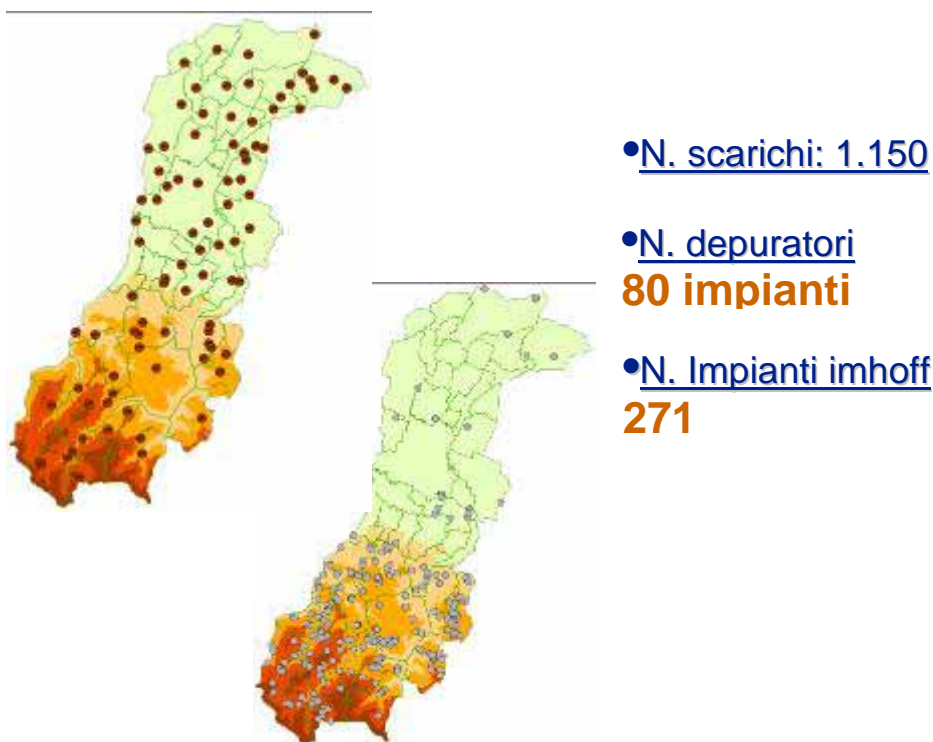 •N. scarichi: 1.150
•N. depuratori
80 impianti
•N. Impianti imhoff
271